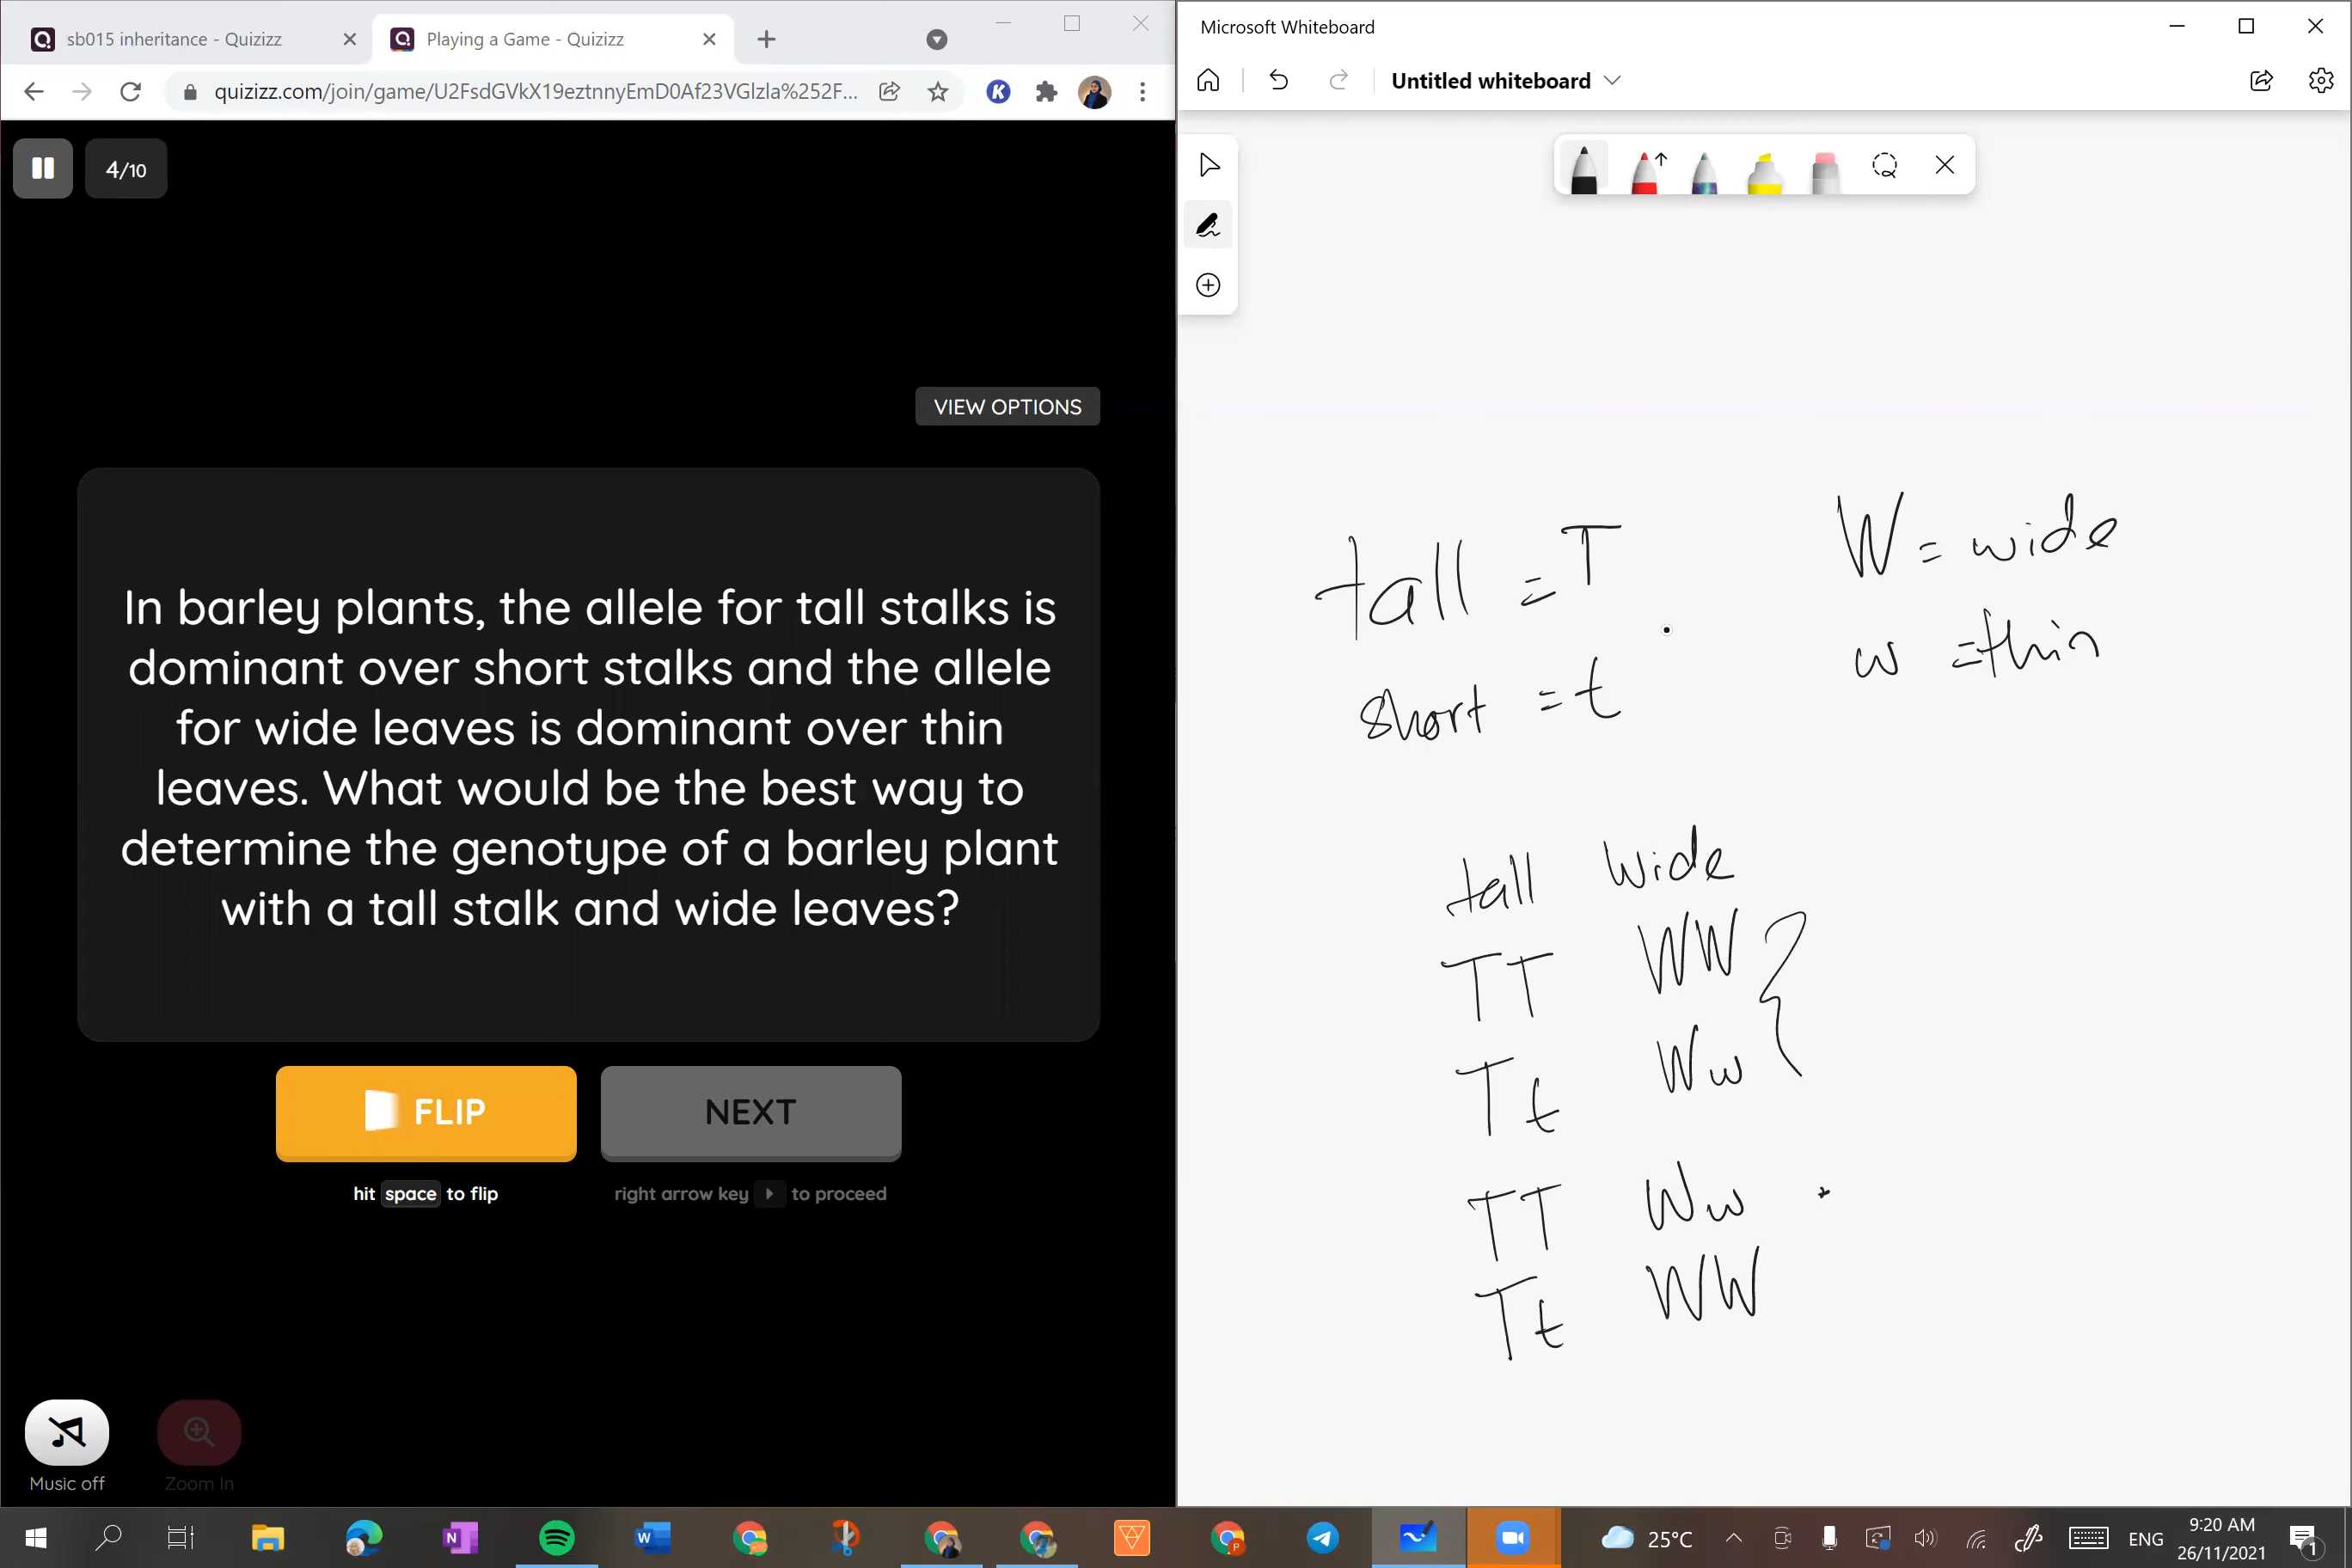 sb015 inheritance - Quizizz
Playing a Game - Quizizz
quizizz.com/join/game/U2FsdGVkX19eztnnyEmD0Af23VGlzla%252F...
4/10
VIEW OPTIONS
In barley plants, the allele for tall stalks is
dominant over short stalks and the allele
for wide leaves is dominant over thin
leaves. What would be the best way to
determine the genotype of a barley plant
with a tall stalk and wide leaves?
FLIP
NEXT
hit space to flip
right arrow key to proceed
Music off
Zoom In
Microsoft Whiteboard
Untitled whiteboard
tall = T
W = wide
short = t
w = thin
tall Wide
TT WW
Tt Ww
TT Ww
Tt WW
25°C
ENG
9:20 AM
26/11/2021
1